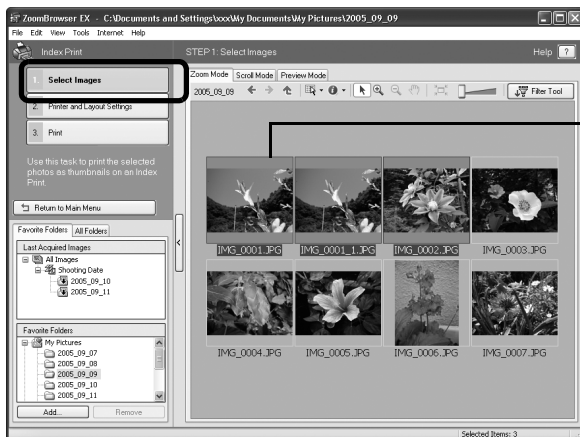 ZoomBrowser EX - C:\Documents and Settings\xxx\My Documents\My Pictures\2005_09_09
File Edit View Tools Internet Help
Index Print
STEP1: Select Images
Help ?
1. Select Images
2. Printer and Layout Settings
3. Print
Use this task to print the selected
photos as thumbnails on an Index
Print.
Return to Main Menu
Favorite Folders All Folders
Last Acquired Images
All Images
Shooting Date
2005_09_10
2005_09_11
Favorite Folders
My Pictures
2005_09_07
2005_09_08
2005_09_09
2005_09_10
2005_09_11
Add... Remove
Zoom Mode Scroll Mode Preview Mode
2005_09_09
Filter Tool
IMG_0001.JPG IMG_0001_1.JPG IMG_0002.JPG IMG_0003.JPG
IMG_0004.JPG IMG_0005.JPG IMG_0006.JPG IMG_0007.JPG
Selected Items: 3